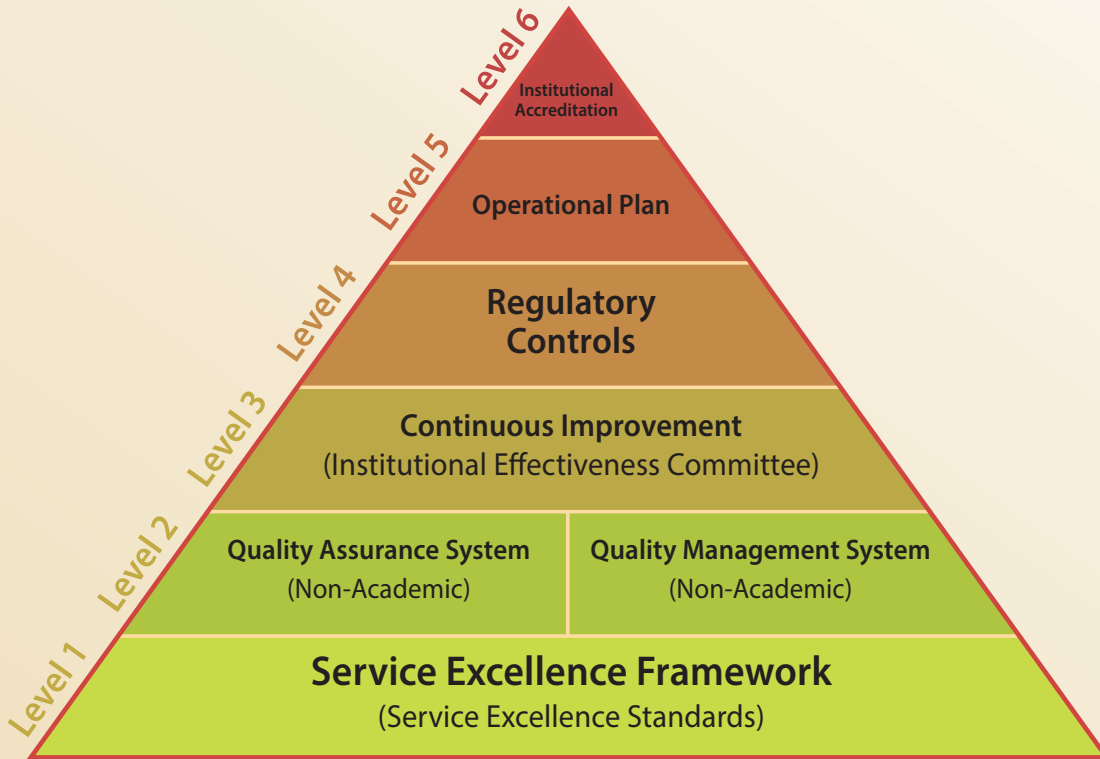 Level 6
Institutional
Accreditation
Level 5
Operational Plan
Level 4
Regulatory
Controls
Level 3
Continuous Improvement
(Institutional Effectiveness Committee)
Level 2
Quality Assurance System
(Non-Academic)
Quality Management System
(Non-Academic)
Level 1
Service Excellence Framework
(Service Excellence Standards)